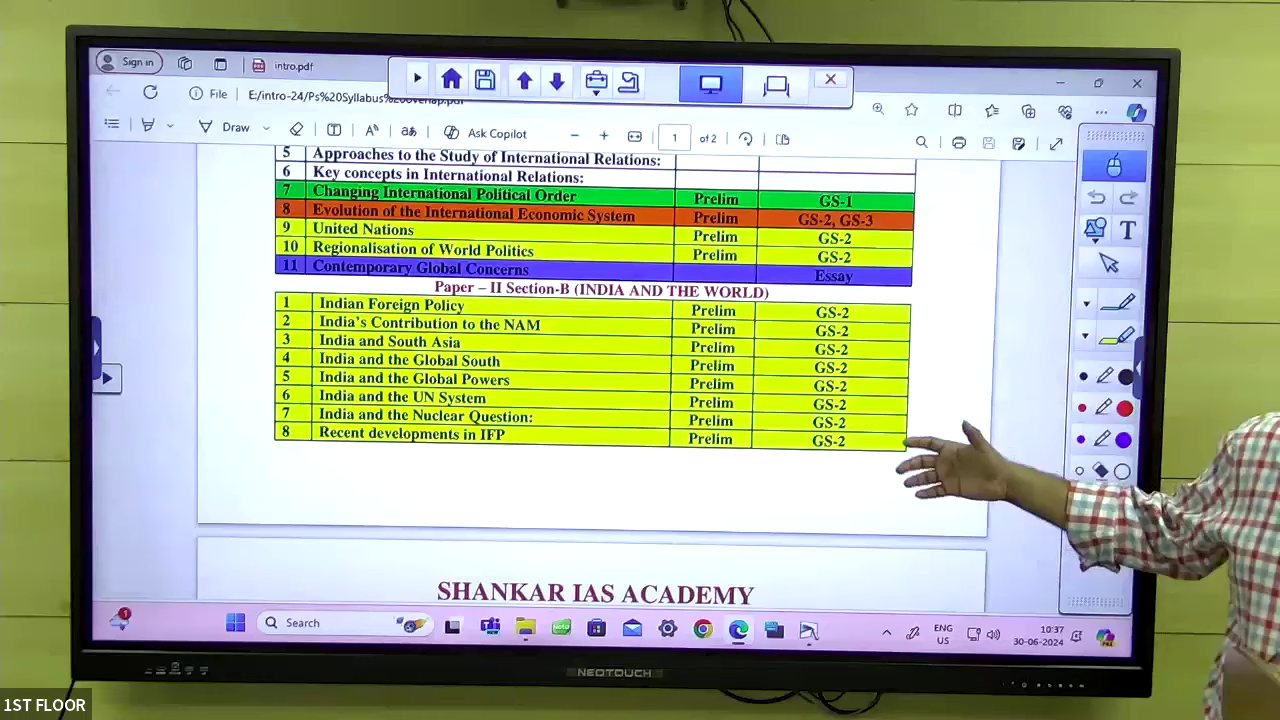 Sign in
intro.pdf
File E:/intro-24/Ps%20Syllabus%20overlap.pdf
Draw Ask Copilot 1 of 2
5 Approaches to the Study of International Relations:
6 Key concepts in International Relations:
7 Changing International Political Order Prelim GS-1
8 Evolution of the International Economic System Prelim GS-2, GS-3
9 United Nations Prelim GS-2
10 Regionalisation of World Politics Prelim GS-2
11 Contemporary Global Concerns Essay
Paper – II Section-B (INDIA AND THE WORLD)
1 Indian Foreign Policy Prelim GS-2
2 India's Contribution to the NAM Prelim GS-2
3 India and South Asia Prelim GS-2
4 India and the Global South Prelim GS-2
5 India and the Global Powers Prelim GS-2
6 India and the UN System Prelim GS-2
7 India and the Nuclear Question: Prelim GS-2
8 Recent developments in IFP Prelim GS-2
SHANKAR IAS ACADEMY
Search
ENG
US
10:37
30-06-2024
NEOTOUCH
1ST FLOOR